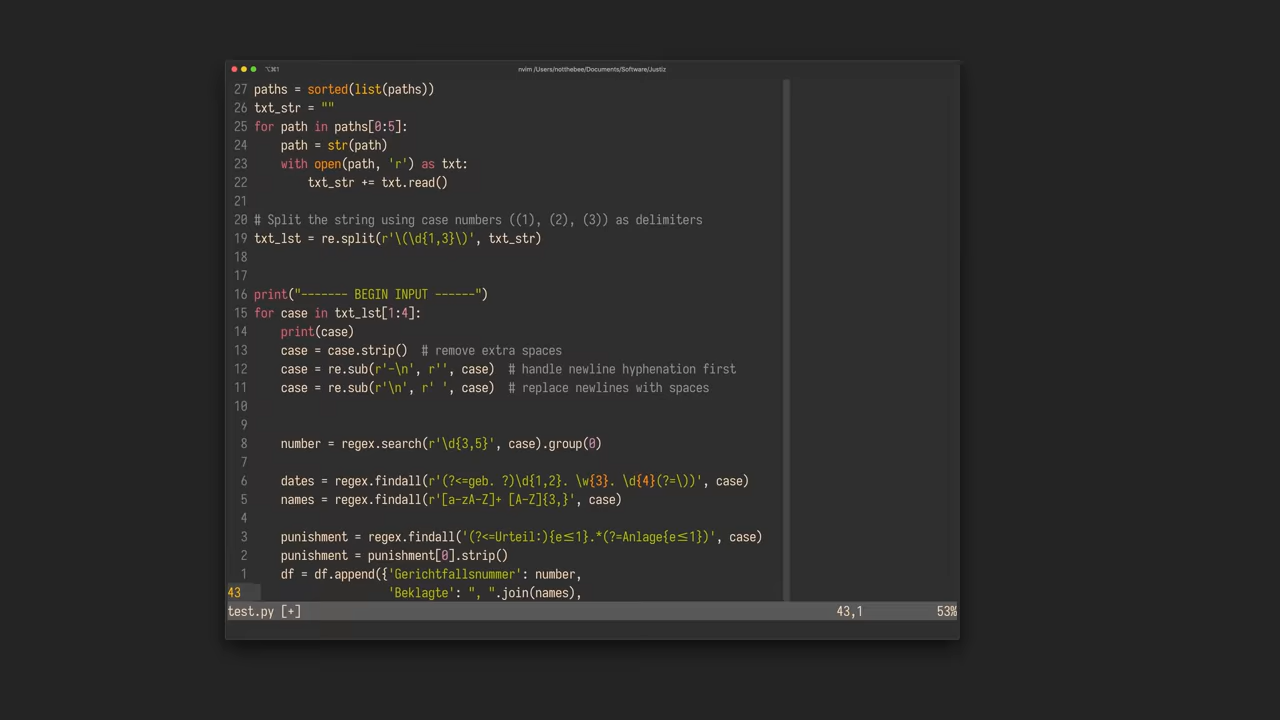 ⌥⌘1 nvim /Users/notthebee/Documents/Software/Justiz
27 paths = sorted(list(paths))
26 txt_str = ""
25 for path in paths[0:5]:
24     path = str(path)
23     with open(path, 'r') as txt:
22         txt_str += txt.read()
21
20 # Split the string using case numbers ((1), (2), (3)) as delimiters
19 txt_lst = re.split(r'\(\d{1,3}\)', txt_str)
18
17
16 print("------- BEGIN INPUT ------")
15 for case in txt_lst[1:4]:
14     print(case)
13     case = case.strip()  # remove extra spaces
12     case = re.sub(r'-\n', r'', case)  # handle newline hyphenation first
11     case = re.sub(r'\n', r' ', case)  # replace newlines with spaces
10
9
8     number = regex.search(r'\d{3,5}', case).group(0)
7
6     dates = regex.findall(r'(?<=geb. ?)\d{1,2}. \w{3}. \d{4}(?=\))', case)
5     names = regex.findall(r'[a-zA-Z]+ [A-Z]{3,}', case)
4
3     punishment = regex.findall('(?<=Urteil:){e≤1}.*(?=Anlage{e≤1})', case)
2     punishment = punishment[0].strip()
1     df = df.append({'Gerichtfallsnummer': number,
43                     'Beklagte': ", ".join(names),
test.py [+] 43,1 53%